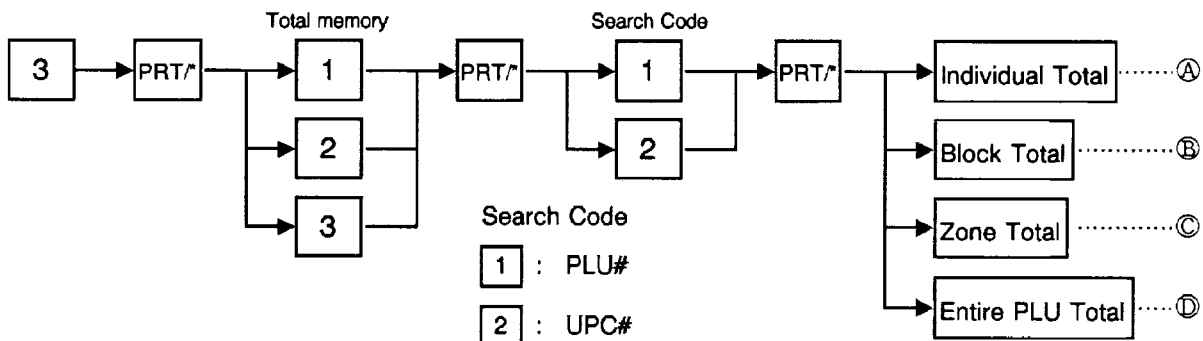 Total memory
Search Code
3
PRT/*
1
PRT/*
1
PRT/*
Individual Total
Ⓐ
2
2
Block Total
Ⓑ
3
Zone Total
Ⓒ
Entire PLU Total
Ⓓ
Search Code
1 : PLU#
2 : UPC#